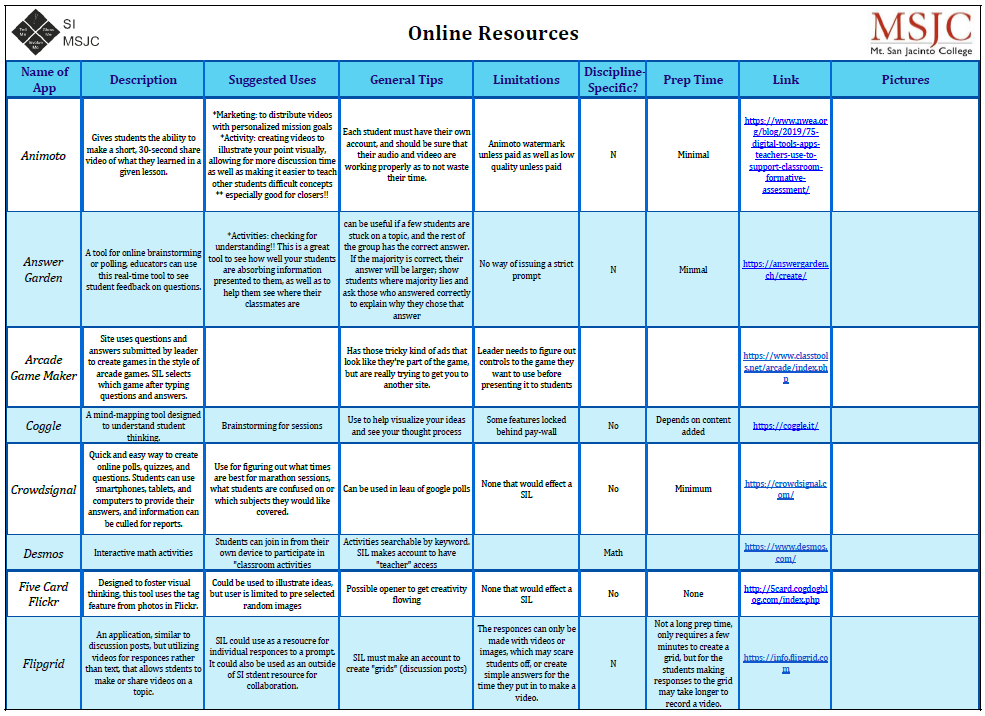 SI
MSJC
Online Resources
MSJC
Mt. San Jacinto College
Name of
App
Description
Suggested Uses
General Tips
Limitations
Discipline-
Specific?
Prep Time
Link
Pictures
Animoto
Gives students the ability to
make a short, 30-second share
video of what they learned in a
given lesson.
*Marketing: to distribute videos
with personalized mission goals
*Activity: creating videos to
illustrate your point visually,
allowing for more discussion time
as well as making it easier to teach
other students difficult concepts
** especially good for closers!!
Each student must have their own
account, and should be sure that
their audio and video are
working properly as to not waste
their time.
Animoto watermark
unless paid as well as low
quality unless paid
N
Minimal
https://www.nwea.or
g/blog/2019/75-
digital-tools-apps-
teachers-use-to-
support-classroom-
formative-
assessment/
Answer
Garden
A tool for online brainstorming
or polling, educators can use
this real-time tool to see
student feedback on questions.
*Activities: checking for
understanding!! This is a great
tool to see how well your students
are absorbing information
presented to them, as well as to
help them see where their
classmates are
can be useful if a few students are
stuck on a topic, and the rest of
the group has the correct answer.
If the majority is correct, their
answer will be larger; show
students where majority lies and
ask those who answered correctly
to explain why they chose that
answer
No way of issuing a strict
prompt
N
Minmal
https://answergarden.
ch/create/
Arcade
Game Maker
Site uses questions and
answers submitted by leader
to create games in the style of
arcade games. SIL selects
which game after typing
questions and answers.
Has those tricky kind of ads that
look like they're part of the game,
but are really trying to get you to
another site.
Leader needs to figure out
controls to the game they
want to use before
presenting it to students
https://www.classtool
s.net/arcade/index.ph
p
Coggle
A mind-mapping tool designed
to understand student
thinking.
Brainstorming for sessions
Use to help visualize your ideas
and see your thought process
Some features locked
behind pay-wall
No
Depends on content
added
https://coggle.it/
Crowdsignal
Quick and easy way to create
online polls, quizzes, and
questions. Students can use
smartphones, tablets, and
computers to provide their
answers, and information can
be culled for reports.
Use for figuring out what times
are best for marathon sessions,
what students are confused on or
which subjects they would like
covered.
Can be used in leau of google polls
None that would effect a
SIL
No
Minimum
https://crowdsignal.c
om/
Desmos
Interactive math activities
Students can join in from their
own device to participate in
"classroom activities
Activities searchable by keyword.
SIL makes account to have
"teacher" access
Math
https://www.desmos.
com/
Five Card
Flickr
Designed to foster visual
thinking, this tool uses the tag
feature from photos in Flickr.
Could be used to illustrate ideas,
but user is limited to pre selected
random images
Possible opener to get creativity
flowing
None that would effect a
SIL
No
None
http://5card.cogdogbl
og.com/index.php
Flipgrid
An application, similar to
discussion posts, but utilizing
videos for responces rather
than text, that allows stdents to
make or share videos on a
topic.
SIL could use as a resoucre for
individual responses to a prompt.
It could also be used as an outside
of SI stdent resource for
collaboration.
SIL must make an account to
create "grids" (discussion posts)
The responces can only be
made with videos or
images, which may scare
students off, or create
simple answers for the
time they put in to make a
video.
N
Not a long prep time,
only requires a few
minutes to create a
grid, but for the
students making
responses to the grid
may take longer to
record a video.
https://info.flipgrid.co
m